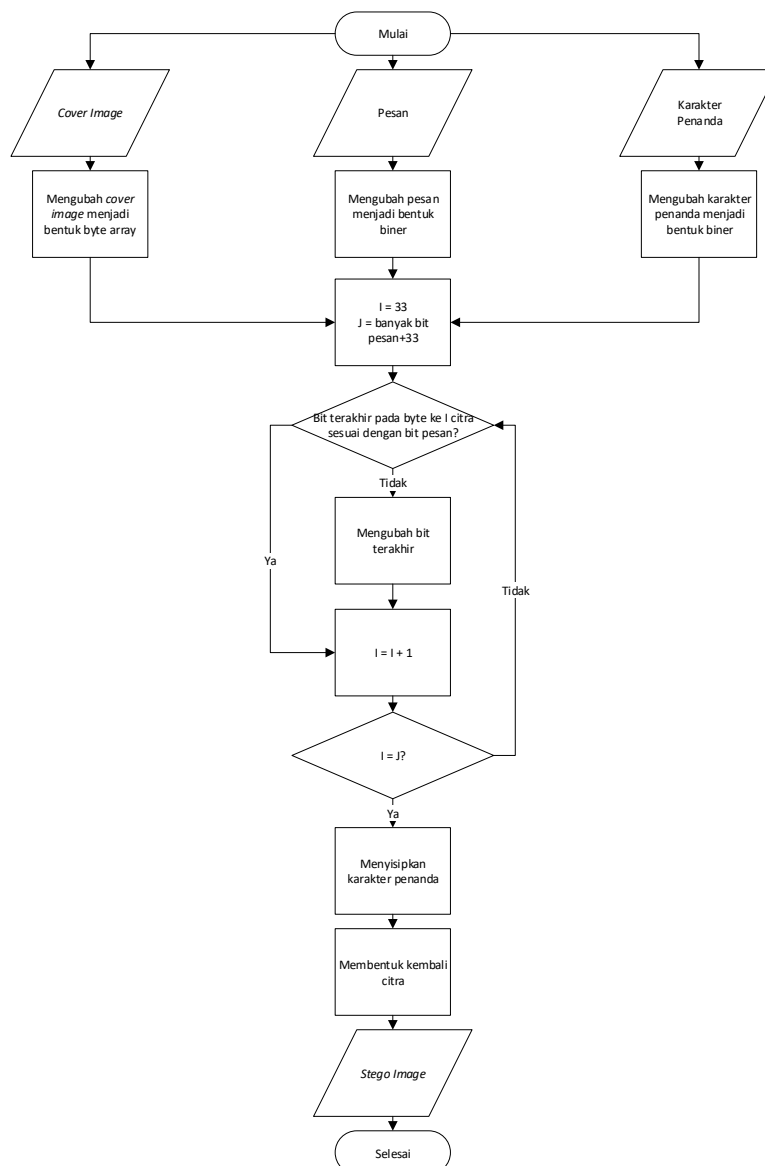 Mulai
Cover Image
Pesan
Karakter
Penanda
Mengubah cover
image menjadi
bentuk byte array
Mengubah pesan
menjadi bentuk
biner
Mengubah karakter
penanda menjadi
bentuk biner
I = 33
J = banyak bit
pesan+33
Bit terakhir pada byte ke I citra
sesuai dengan bit pesan?
Tidak
Mengubah bit
terakhir
Ya
Tidak
I = I + 1
I = J?
Ya
Menyisipkan
karakter penanda
Membentuk kembali
citra
Stego Image
Selesai